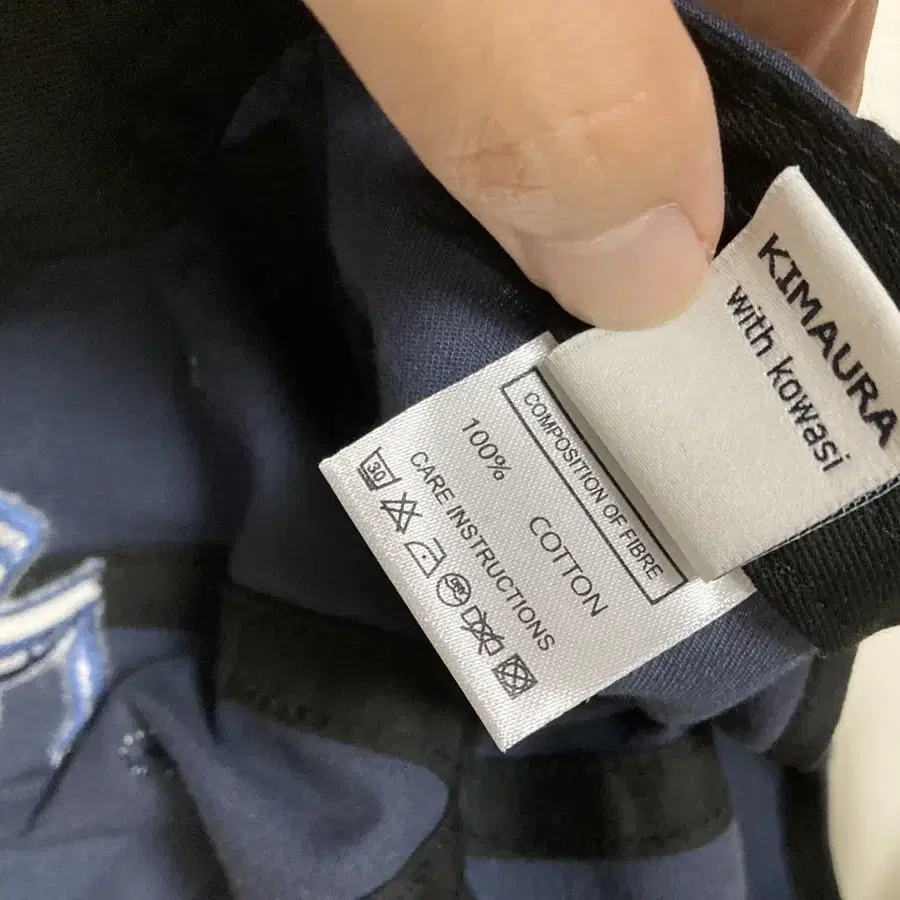 KIMAURA
with kowasi
COMPOSITION OF FIBRE
100% COTTON
CARE INSTRUCTIONS
30